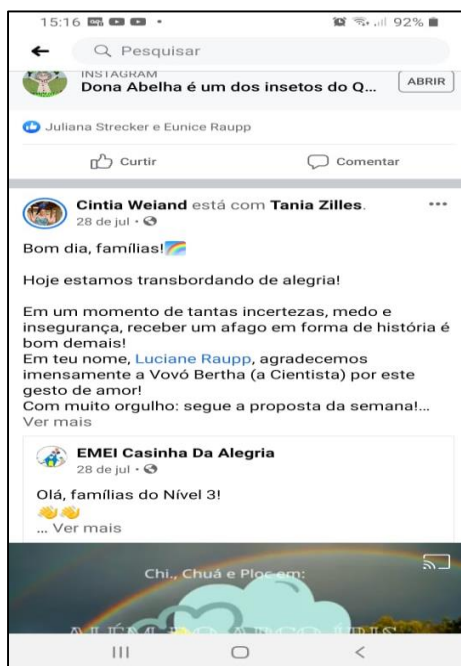 15:16
92%
Pesquisar
INSTAGRAM
Dona Abelha é um dos insetos do Q...
ABRIR
Juliana Strecker e Eunice Raupp
Curtir Comentar
Cintia Weiand está com Tania Zilles.
28 de jul
Bom dia, famílias!🌈
Hoje estamos transbordando de alegria!
Em um momento de tantas incertezas, medo e
insegurança, receber um afago em forma de história é
bom demais!
Em teu nome, Luciane Raupp, agradecemos
imensamente a Vovó Bertha (a Cientista) por este
gesto de amor!
Com muito orgulho: segue a proposta da semana!...
Ver mais
EMEI Casinha Da Alegria
28 de jul
Olá, famílias do Nível 3!
👋👋
... Ver mais
Chi., Chuá e Ploc em:
ALÉM DO ARCO ÍRIS